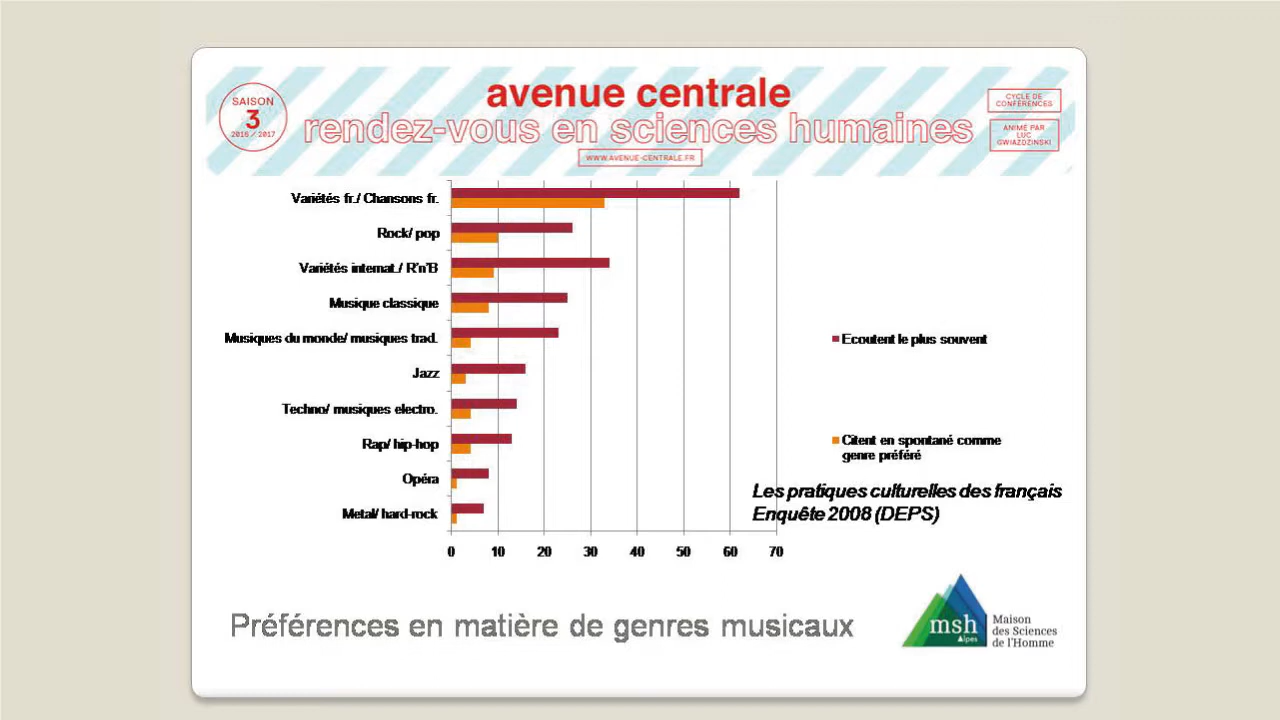 SAISON
3
2016 / 2017
avenue centrale
rendez-vous en sciences humaines
WWW.AVENUE-CENTRALE.FR
CYCLE DE
CONFÉRENCES
ANIMÉ PAR
LUC
GWIAZDZINSKI
Variétés fr./ Chansons fr.
Rock/ pop
Variétés internat./ R'n'B
Musique classique
Musiques du monde/ musiques trad.
Jazz
Techno/ musiques electro.
Rap/ hip-hop
Opéra
Metal/ hard-rock
0 10 20 30 40 50 60 70
Ecoutent le plus souvent
Citent en spontané comme
genre préféré
Les pratiques culturelles des français
Enquête 2008 (DEPS)
Préférences en matière de genres musicaux
msh
Alpes
Maison
des Sciences
de l'Homme